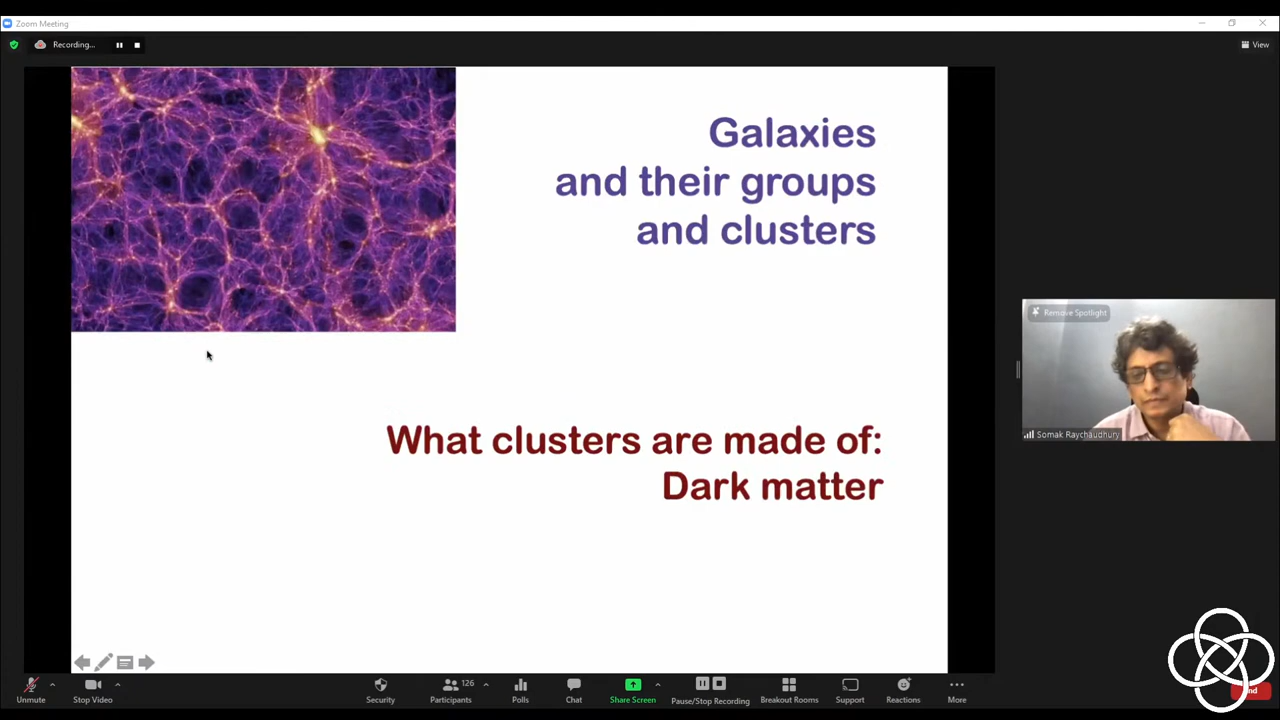 Zoom Meeting
Recording...
View
Galaxies
and their groups
and clusters
What clusters are made of:
Dark matter
Remove Spotlight
Somak Raychaudhury
Unmute
Stop Video
Security
126
Participants
Polls
Chat
Share Screen
Pause/Stop Recording
Breakout Rooms
Support
Reactions
More